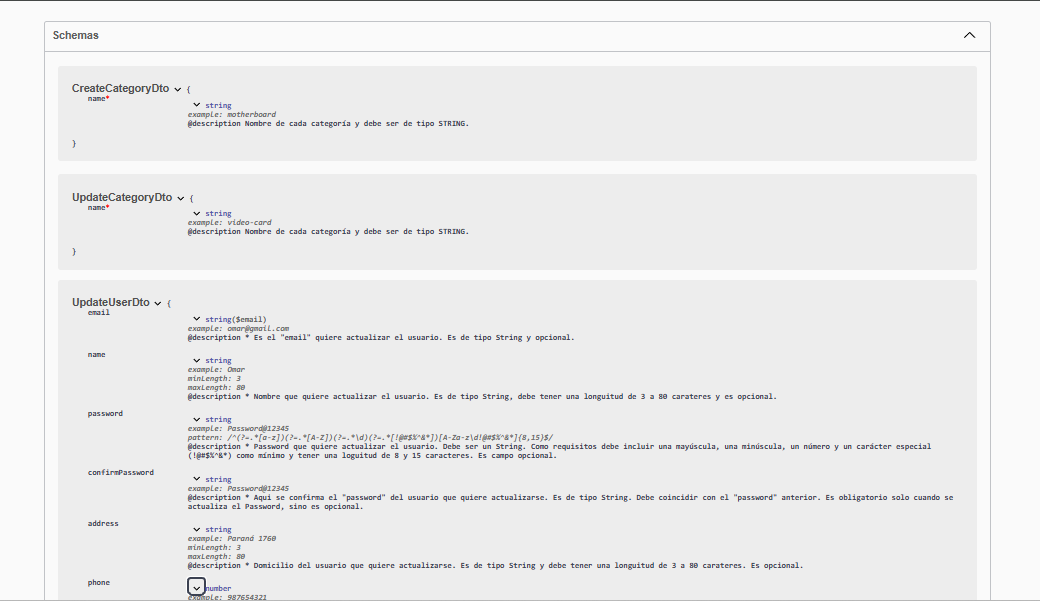 Schemas
CreateCategoryDto {
name*
string
example: motherboard
@description Nombre de cada categoría y debe ser de tipo STRING.
}
UpdateCategoryDto {
name*
string
example: video-card
@description Nombre de cada categoría y debe ser de tipo STRING.
}
UpdateUserDto {
email
string($email)
example: omar@gmail.com
@description * Es el "email" quiere actualizar el usuario. Es de tipo String y opcional.
name
string
example: Omar
minLength: 3
maxLength: 80
@description * Nombre que quiere actualizar el usuario. Es de tipo String, debe tener una longuitud de 3 a 80 carateres y es opcional.
password
string
example: Password@12345
pattern: /^(?=.*[a-z])(?=.*[A-Z])(?=.*\d)(?=.*[!@#$%^&*])[A-Za-z\d!@#$%^&*]{8,15}$/
@description * Password que quiere actualizar el usuario. Debe ser un String. Como requisitos debe incluir una mayúscula, una minúscula, un número y un carácter especial
(!@#$%^&*) como mínimo y tener una loguitud de 8 y 15 caracteres. Es campo opcional.
confirmPassword
string
example: Password@12345
@description * Aqui se confirma el "password" del usuario que quiere actualizarse. Es de tipo String. Debe coincidir con el "password" anterior. Es obligatorio solo cuando se
actualiza el Password, sino es opcional.
address
string
example: Paraná 1760
minLength: 3
maxLength: 80
@description * Domicilio del usuario que quiere actualizarse. Es de tipo String y debe tener una longuitud de 3 a 80 carateres. Es opcional.
phone
number
example: 987654321